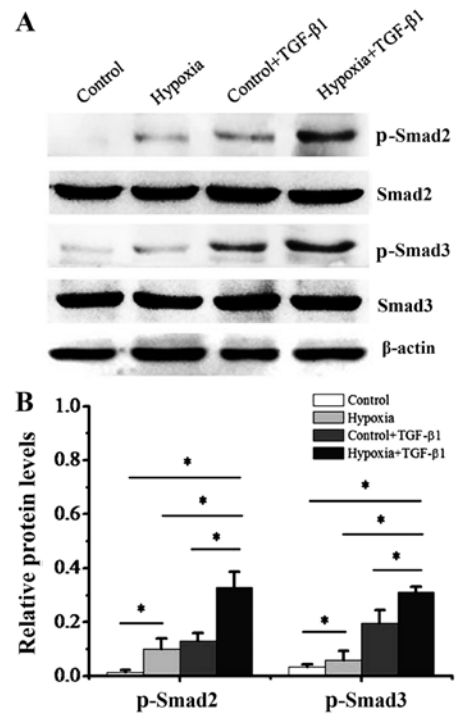 A
Control
Hypoxia
Control+TGF-β1
Hypoxia+TGF-β1
p-Smad2
Smad2
p-Smad3
Smad3
β-actin
B
Control
Hypoxia
Control+TGF-β1
Hypoxia+TGF-β1
Relative protein levels
1.0
0.8
0.6
0.4
0.2
0.0
* *
* *
* *
* *
p-Smad2 p-Smad3